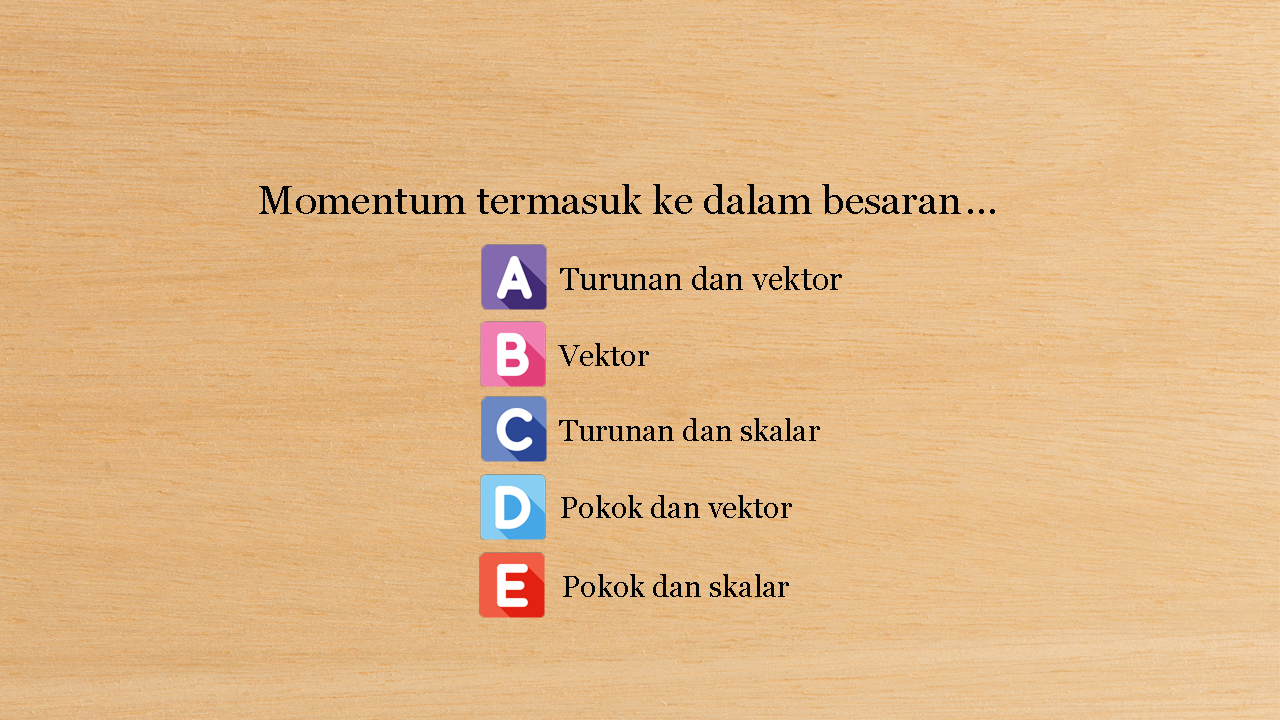 Momentum termasuk ke dalam besaran...
A Turunan dan vektor
B Vektor
C Turunan dan skalar
D Pokok dan vektor
E Pokok dan skalar